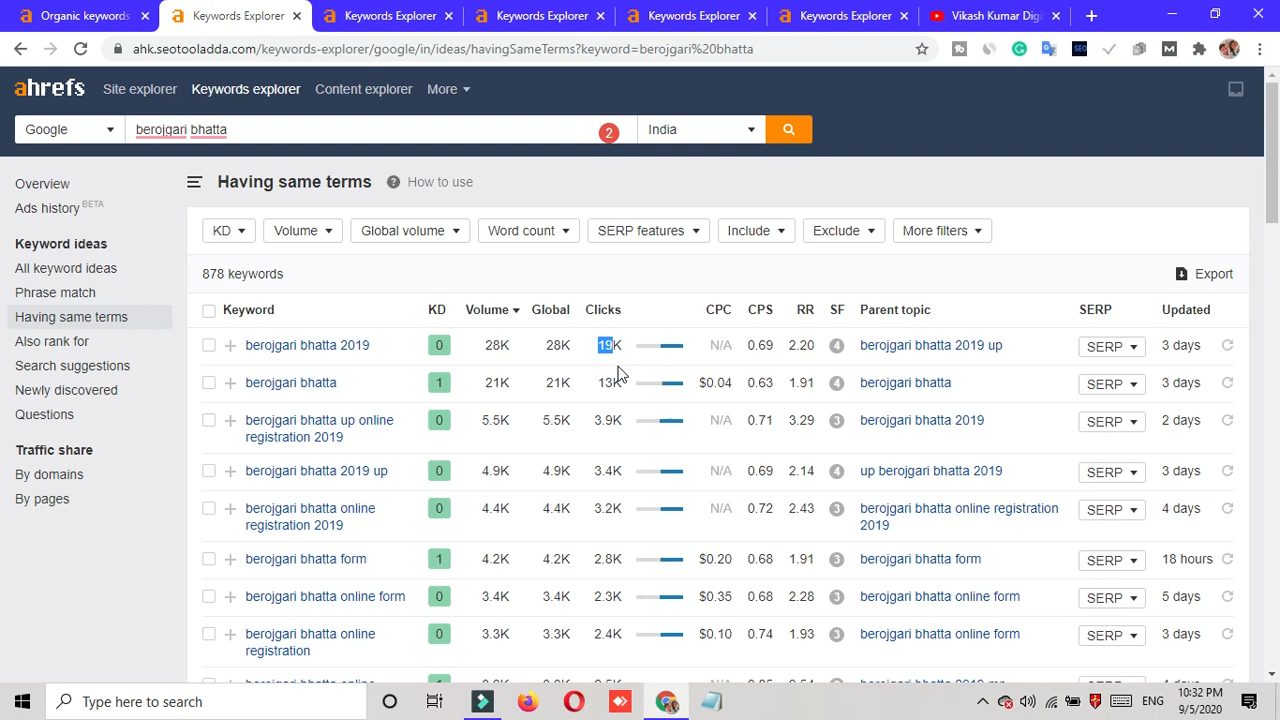 Organic keywords
Keywords Explorer
Keywords Explorer
Keywords Explorer
Keywords Explorer
Keywords Explorer
Vikash Kumar Dig
ahk.seotooladda.com/keywords-explorer/google/in/ideas/havingSameTerms?keyword=berojgari%20bhatta
ahrefs Site explorer Keywords explorer Content explorer More
Google berojgari bhatta 2 India
Overview
Ads history BETA
Keyword ideas
All keyword ideas
Phrase match
Having same terms
Also rank for
Search suggestions
Newly discovered
Questions
Traffic share
By domains
By pages
Having same terms ? How to use
KD Volume Global volume Word count SERP features Include Exclude More filters
878 keywords Export
Keyword KD Volume Global Clicks CPC CPS RR SF Parent topic SERP Updated
berojgari bhatta 2019 0 28K 28K 19K N/A 0.69 2.20 4 berojgari bhatta 2019 up SERP 3 days
berojgari bhatta 1 21K 21K 13K $0.04 0.63 1.91 4 berojgari bhatta SERP 3 days
berojgari bhatta up online 0 5.5K 5.5K 3.9K N/A 0.71 3.29 3 berojgari bhatta 2019 SERP 2 days
registration 2019
berojgari bhatta 2019 up 0 4.9K 4.9K 3.4K N/A 0.69 2.14 4 up berojgari bhatta 2019 SERP 3 days
berojgari bhatta online 0 4.4K 4.4K 3.2K N/A 0.72 2.43 3 berojgari bhatta online registration SERP 4 days
registration 2019 2019
berojgari bhatta form 1 4.2K 4.2K 2.8K $0.20 0.68 1.91 3 berojgari bhatta form SERP 18 hours
berojgari bhatta online form 0 3.4K 3.4K 2.3K $0.35 0.68 2.28 3 berojgari bhatta online form SERP 5 days
berojgari bhatta online 0 3.3K 3.3K 2.4K $0.10 0.74 1.93 3 berojgari bhatta online form SERP 3 days
registration
Type here to search
ENG
10:32 PM
9/5/2020